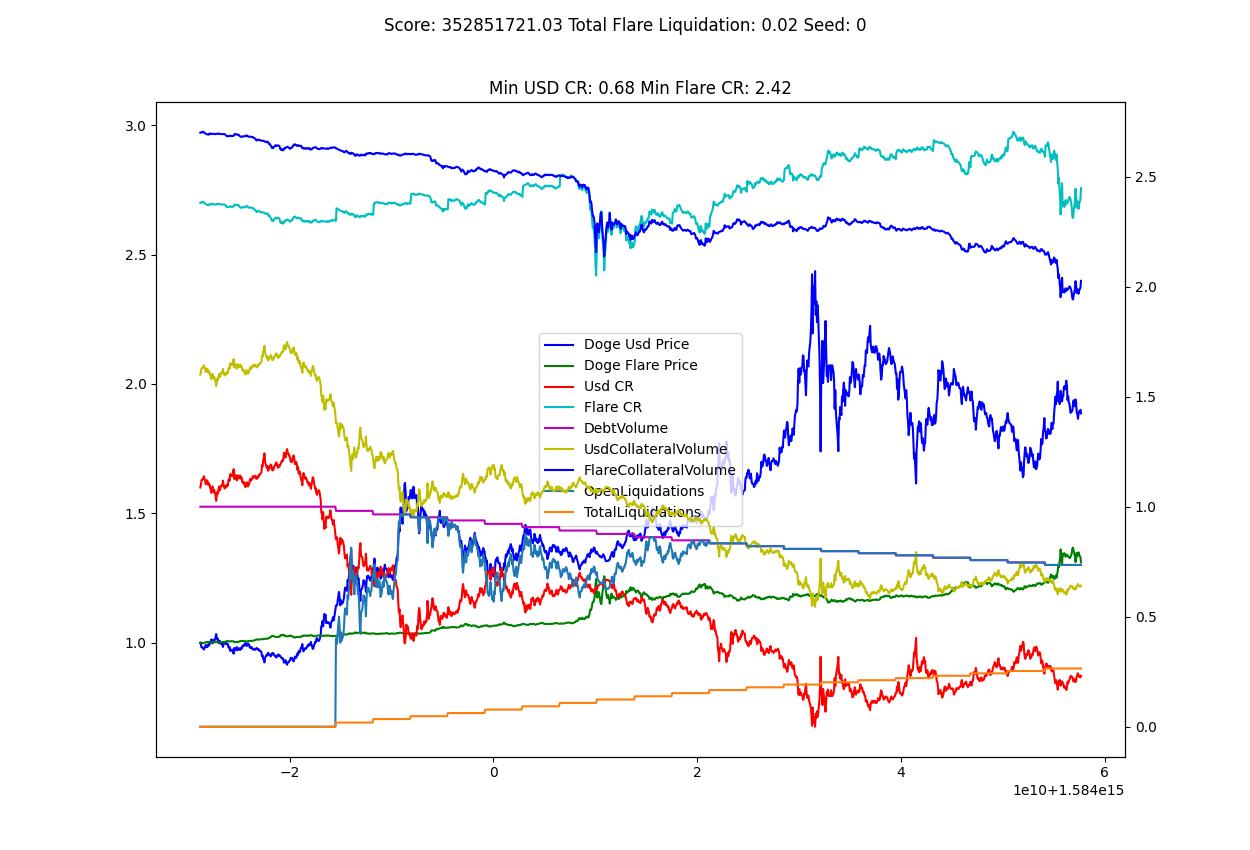 Score: 352851721.03 Total Flare Liquidation: 0.02 Seed: 0
Min USD CR: 0.68 Min Flare CR: 2.42
3.0
2.5
2.0
1.5
1.0
2.5
2.0
1.5
1.0
0.5
0.0
Doge Usd Price
Doge Flare Price
Usd CR
Flare CR
DebtVolume
UsdCollateralVolume
FlareCollateralVolume
OpenLiquidations
TotalLiquidations
−2
0
2
4
6
1e10+1.584e15